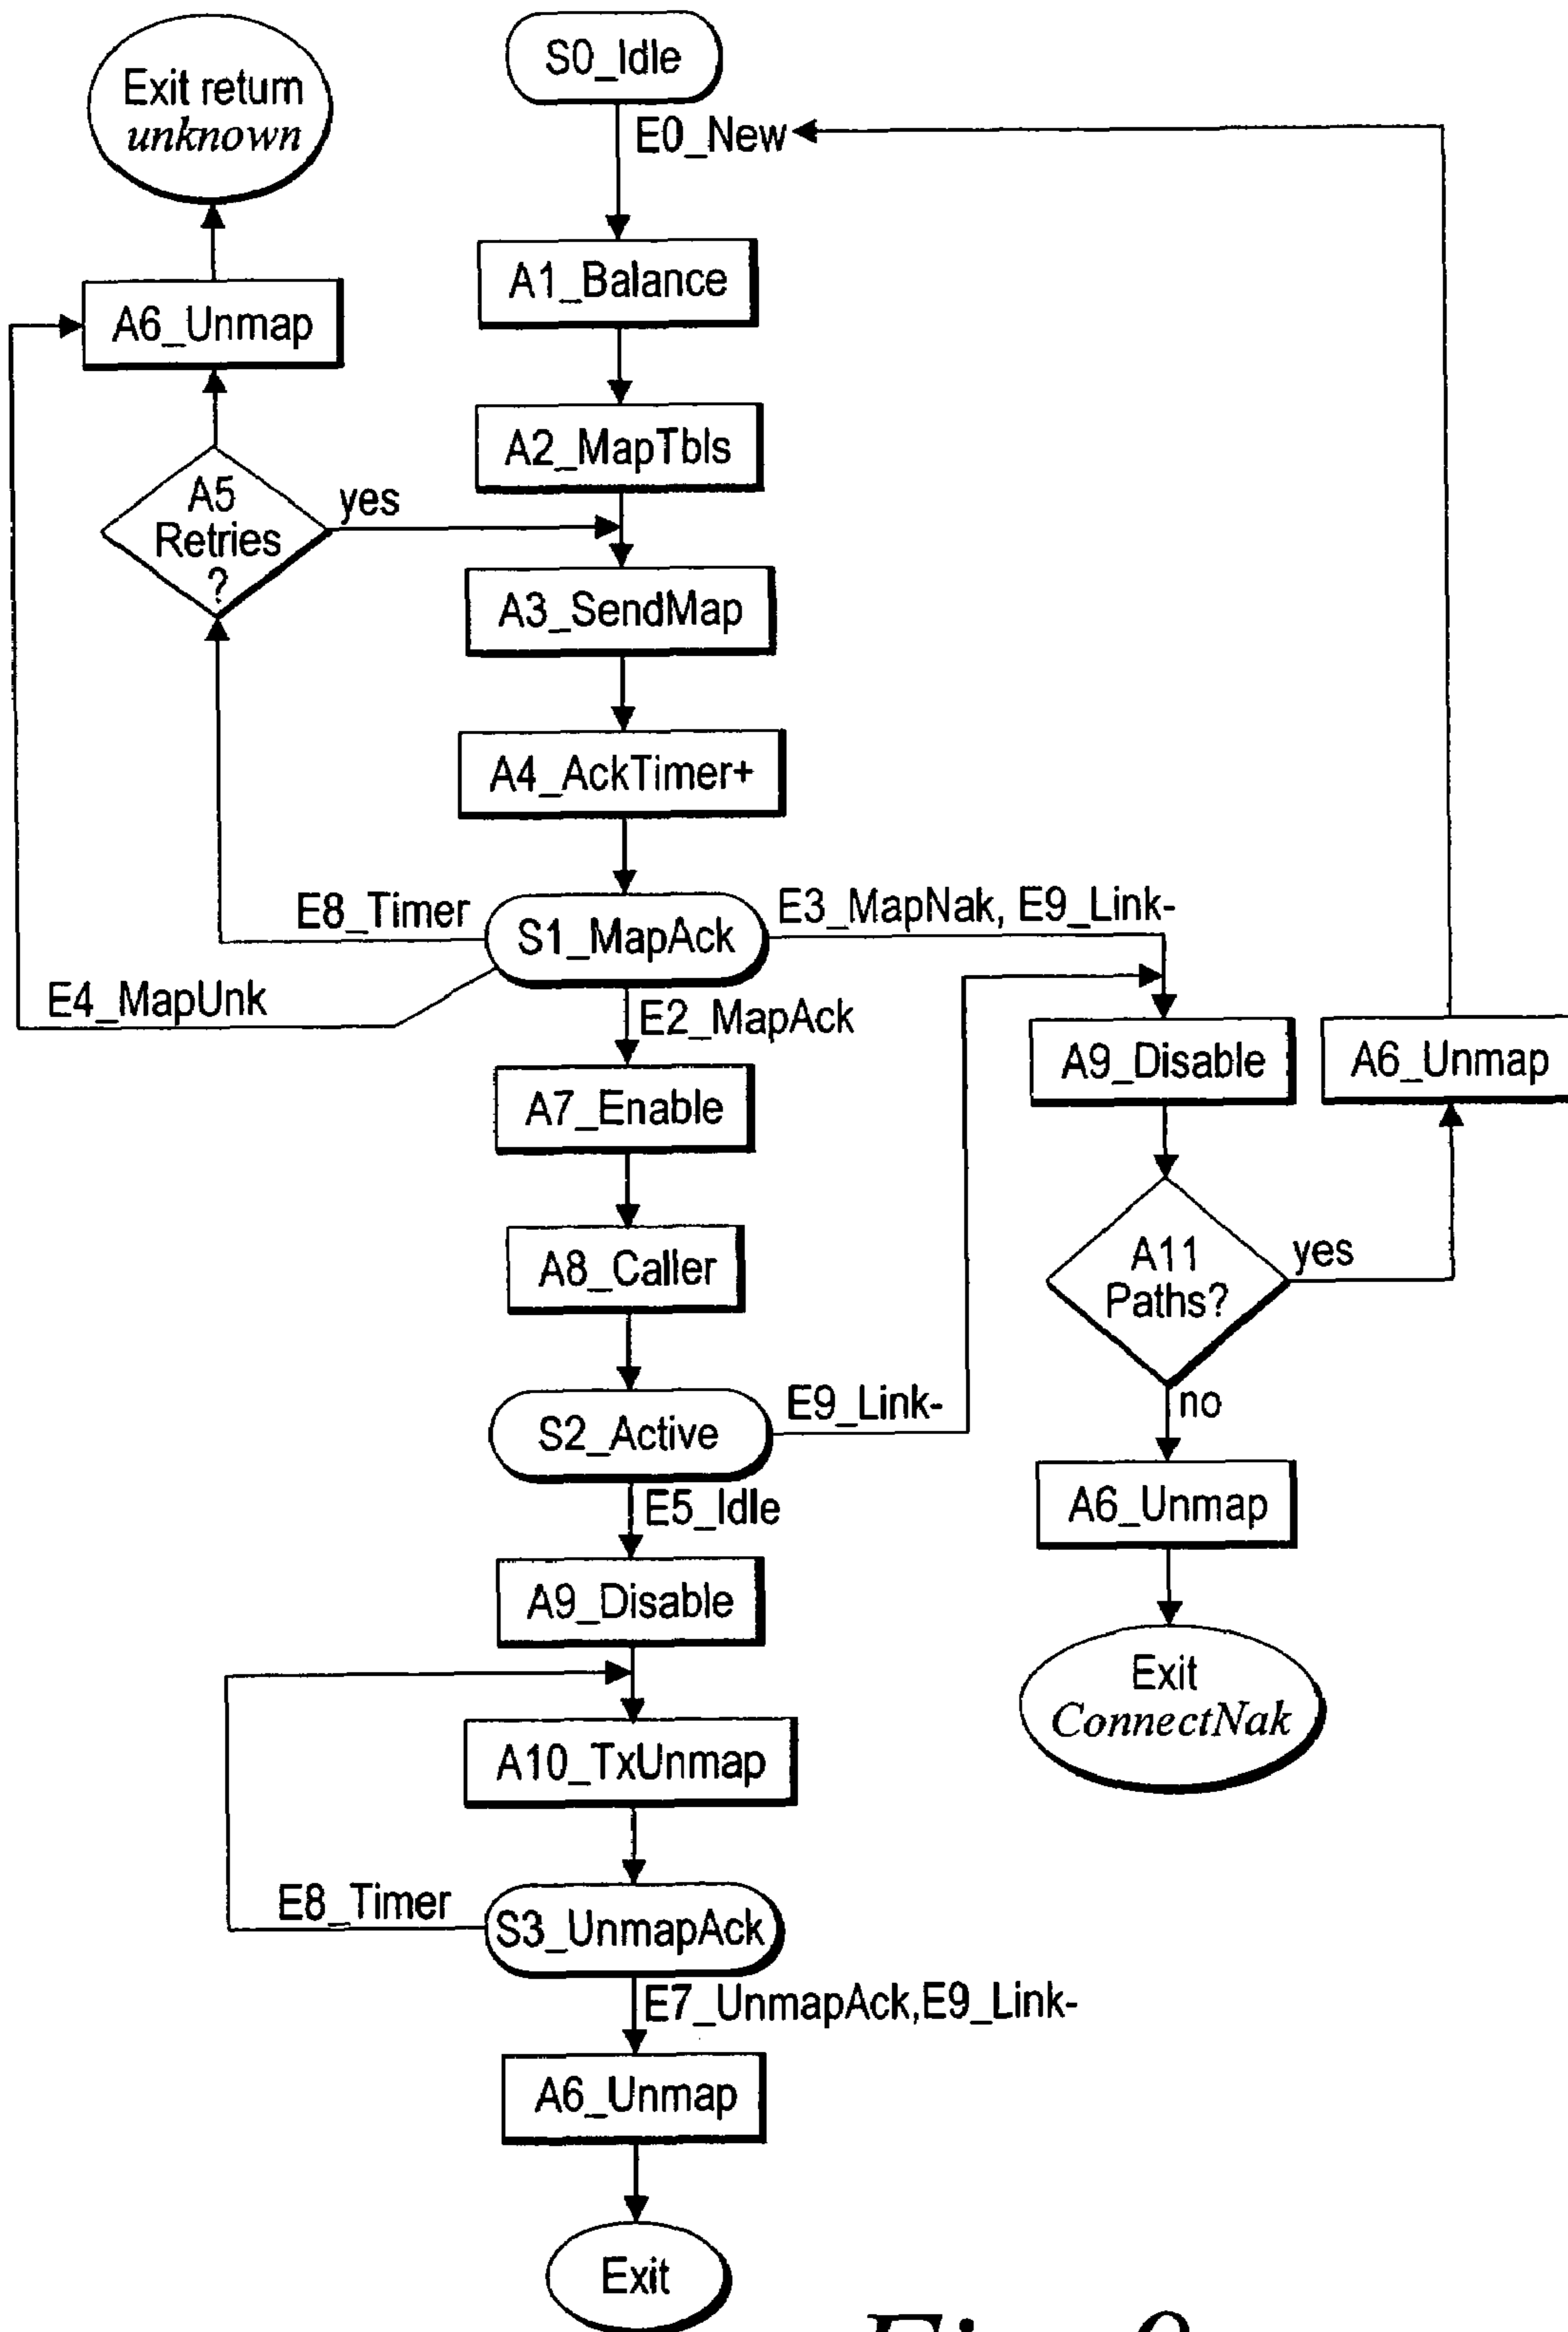 S0_Idle
Exit return
unknown
E0_New
A1_Balance
A6_Unmap
A2_MapTbls
A5
Retries
?
yes
A3_SendMap
A4_AckTimer+
E8_Timer
S1_MapAck
E3_MapNak, E9_Link-
E4_MapUnk
E2_MapAck
A9_Disable
A6_Unmap
A7_Enable
A11
Paths?
yes
A8_Caller
S2_Active
E9_Link-
no
E5_Idle
A6_Unmap
A9_Disable
Exit
ConnectNak
A10_TxUnmap
E8_Timer
S3_UnmapAck
E7_UnmapAck,E9_Link-
A6_Unmap
Exit